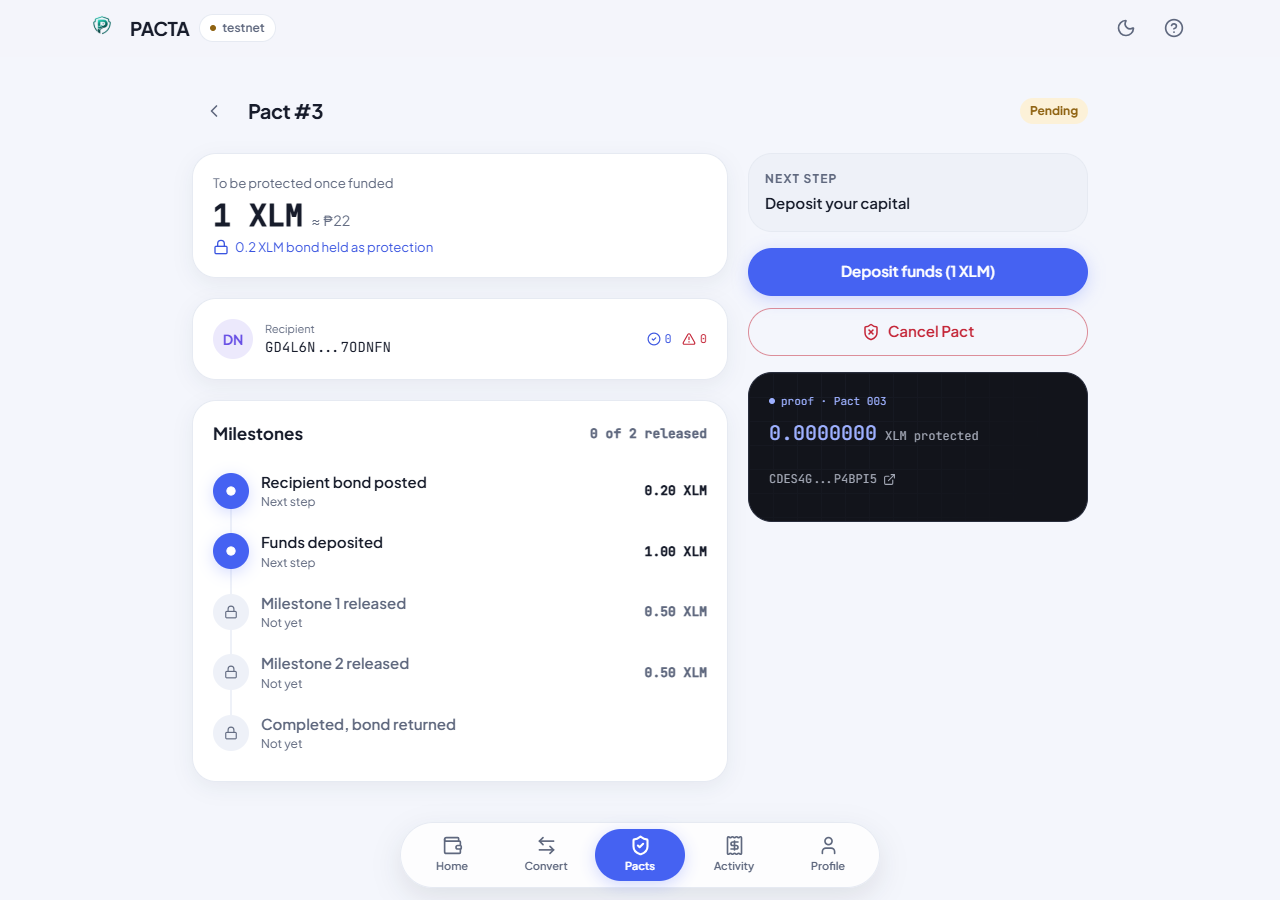 PACTA
testnet
Pact #3
Pending
To be protected once funded
1 XLM ≈ ₱22
0.2 XLM bond held as protection
DN
Recipient
GD4L6N...7ODNFN
0 0
Milestones
0 of 2 released
Recipient bond posted
Next step
0.20 XLM
Funds deposited
Next step
1.00 XLM
Milestone 1 released
Not yet
0.50 XLM
Milestone 2 released
Not yet
0.50 XLM
Completed, bond returned
Not yet
NEXT STEP
Deposit your capital
Deposit funds (1 XLM)
Cancel Pact
proof · Pact 003
0.0000000 XLM protected
CDES4G...P4BPI5
Home
Convert
Pacts
Activity
Profile